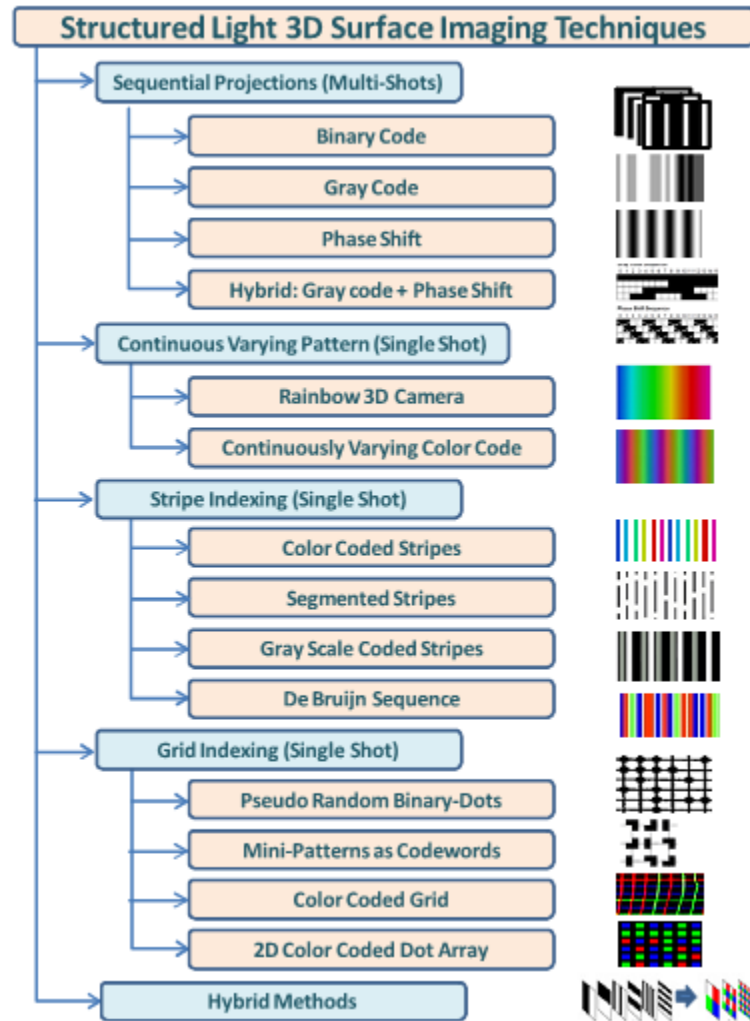 Structured Light 3D Surface Imaging Techniques
Sequential Projections (Multi-Shots)
Binary Code
Gray Code
Phase Shift
Hybrid: Gray code + Phase Shift
Continuous Varying Pattern (Single Shot)
Rainbow 3D Camera
Continuously Varying Color Code
Stripe Indexing (Single Shot)
Color Coded Stripes
Segmented Stripes
Gray Scale Coded Stripes
De Bruijn Sequence
Grid Indexing (Single Shot)
Pseudo Random Binary-Dots
Mini-Patterns as Codewords
Color Coded Grid
2D Color Coded Dot Array
Hybrid Methods